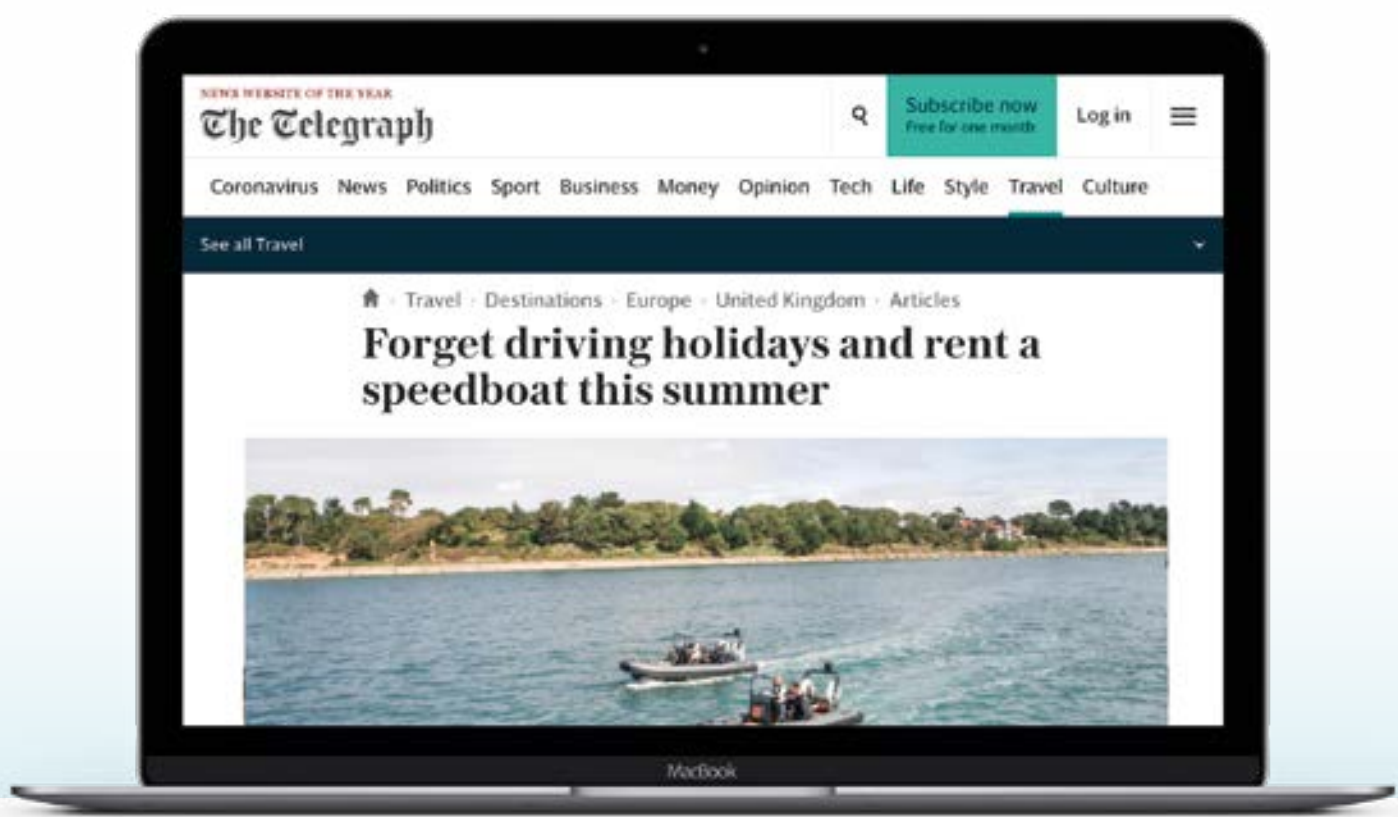 NEWS WEBSITE OF THE YEAR
The Telegraph
Subscribe now
Free for one month
Log in
Coronavirus News Politics Sport Business Money Opinion Tech Life Style Travel Culture
See all Travel
Travel · Destinations · Europe · United Kingdom · Articles
Forget driving holidays and rent a
speedboat this summer
MacBook